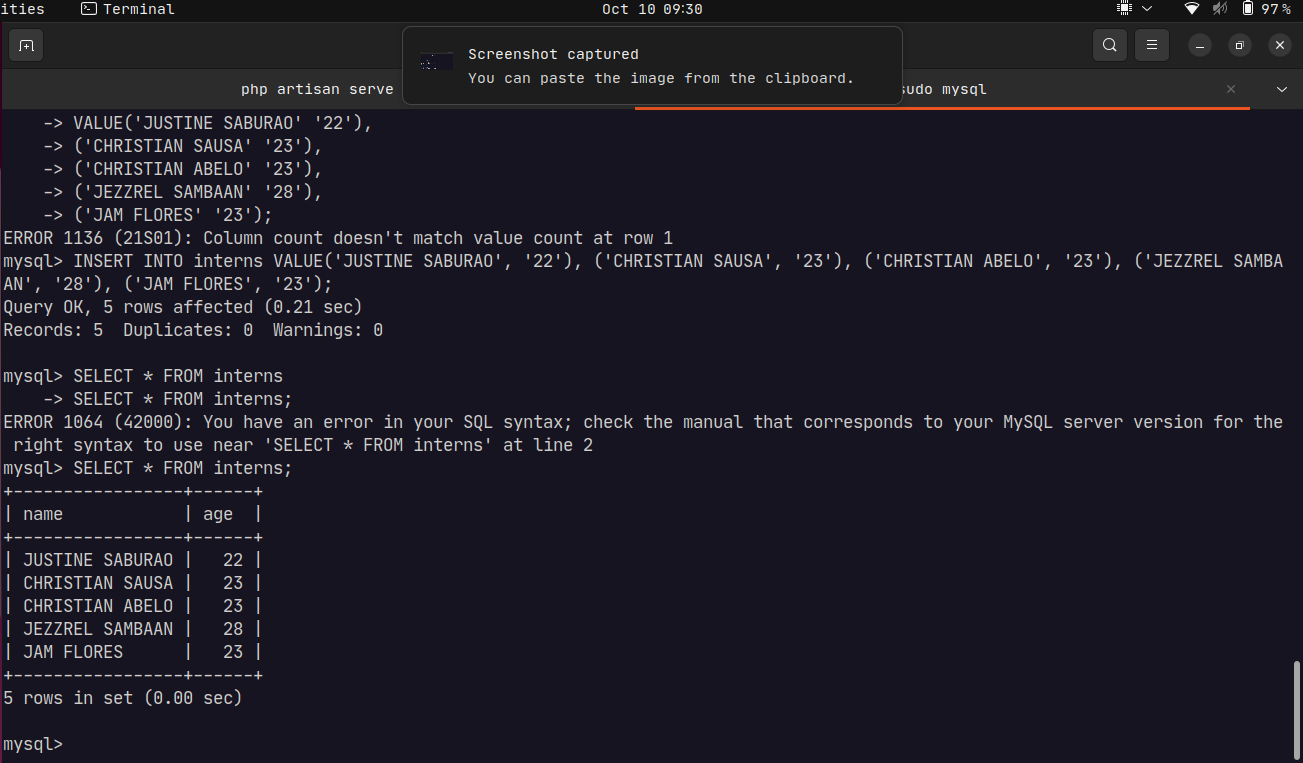 ities Terminal Oct 10 09:30 97 %
Screenshot captured
You can paste the image from the clipboard.
php artisan serve sudo mysql
-> VALUE('JUSTINE SABURAO' '22'),
-> ('CHRISTIAN SAUSA' '23'),
-> ('CHRISTIAN ABELO' '23'),
-> ('JEZZREL SAMBAAN' '28'),
-> ('JAM FLORES' '23');
ERROR 1136 (21S01): Column count doesn't match value count at row 1
mysql> INSERT INTO interns VALUE('JUSTINE SABURAO', '22'), ('CHRISTIAN SAUSA', '23'), ('CHRISTIAN ABELO', '23'), ('JEZZREL SAMBA
AN', '28'), ('JAM FLORES', '23');
Query OK, 5 rows affected (0.21 sec)
Records: 5  Duplicates: 0  Warnings: 0
mysql> SELECT * FROM interns
-> SELECT * FROM interns;
ERROR 1064 (42000): You have an error in your SQL syntax; check the manual that corresponds to your MySQL server version for the
right syntax to use near 'SELECT * FROM interns' at line 2
mysql> SELECT * FROM interns;
+-----------------+------+
| name            | age  |
+-----------------+------+
| JUSTINE SABURAO |   22 |
| CHRISTIAN SAUSA |   23 |
| CHRISTIAN ABELO |   23 |
| JEZZREL SAMBAAN |   28 |
| JAM FLORES      |   23 |
+-----------------+------+
5 rows in set (0.00 sec)
mysql>